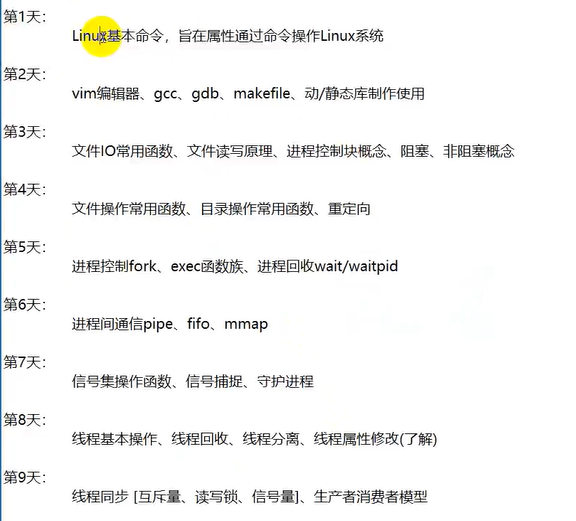 第1天：
Linux基本命令，旨在属性通过命令操作Linux系统
第2天：
vim编辑器、gcc、gdb、makefile、动/静态库制作使用
第3天：
文件IO常用函数、文件读写原理、进程控制块概念、阻塞、非阻塞概念
第4天：
文件操作常用函数、目录操作常用函数、重定向
第5天：
进程控制fork、exec函数族、进程回收wait/waitpid
第6天：
进程间通信pipe、fifo、mmap
第7天：
信号集操作函数、信号捕捉、守护进程
第8天：
线程基本操作、线程回收、线程分离、线程属性修改(了解)
第9天：
线程同步 [互斥量、读写锁、信号量]、生产者消费者模型